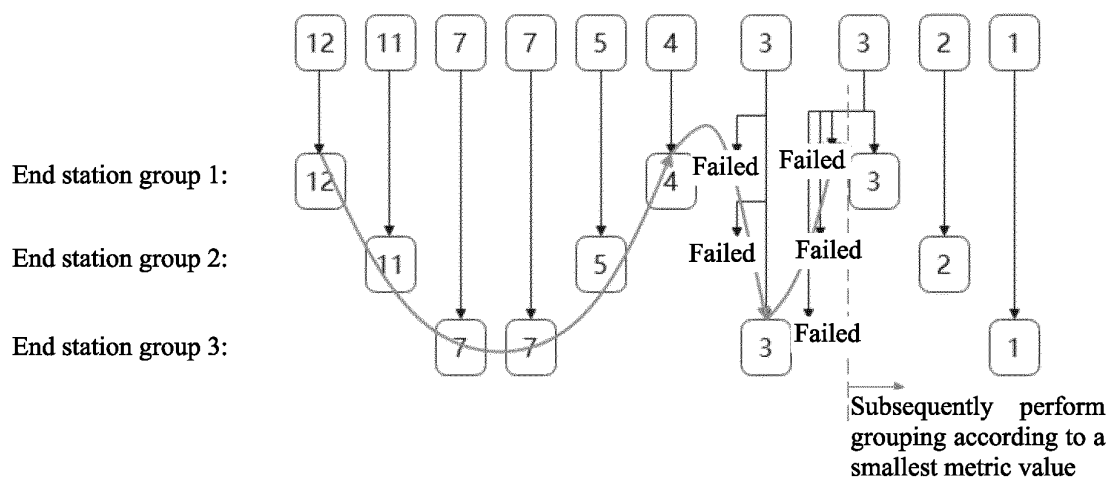 12 11 7 7 5 4 3 3 2 1
Failed Failed
End station group 1: 12 4 3
Failed Failed
End station group 2: 11 5 2
Failed
End station group 3: 7 7 3 1
Subsequently perform
grouping according to a
smallest metric value